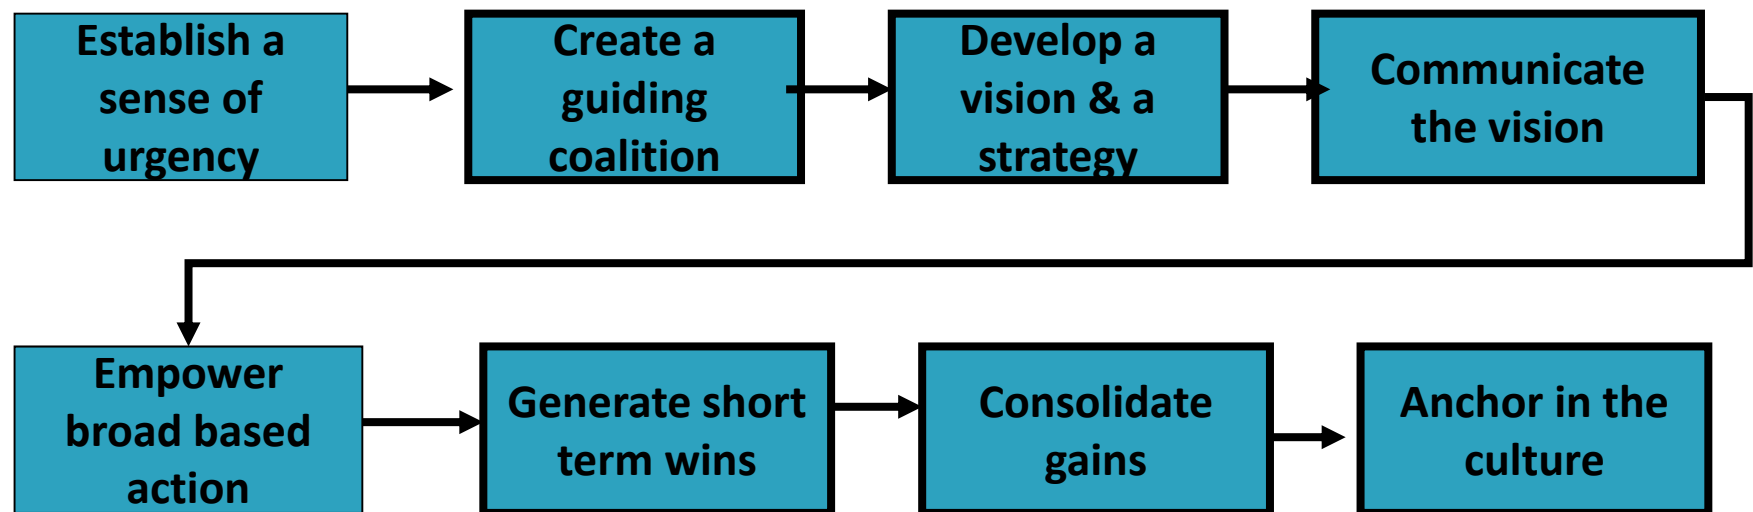 Establish a
sense of
urgency
Create a
guiding
coalition
Develop a
vision & a
strategy
Communicate
the vision
Empower
broad based
action
Generate short
term wins
Consolidate
gains
Anchor in the
culture